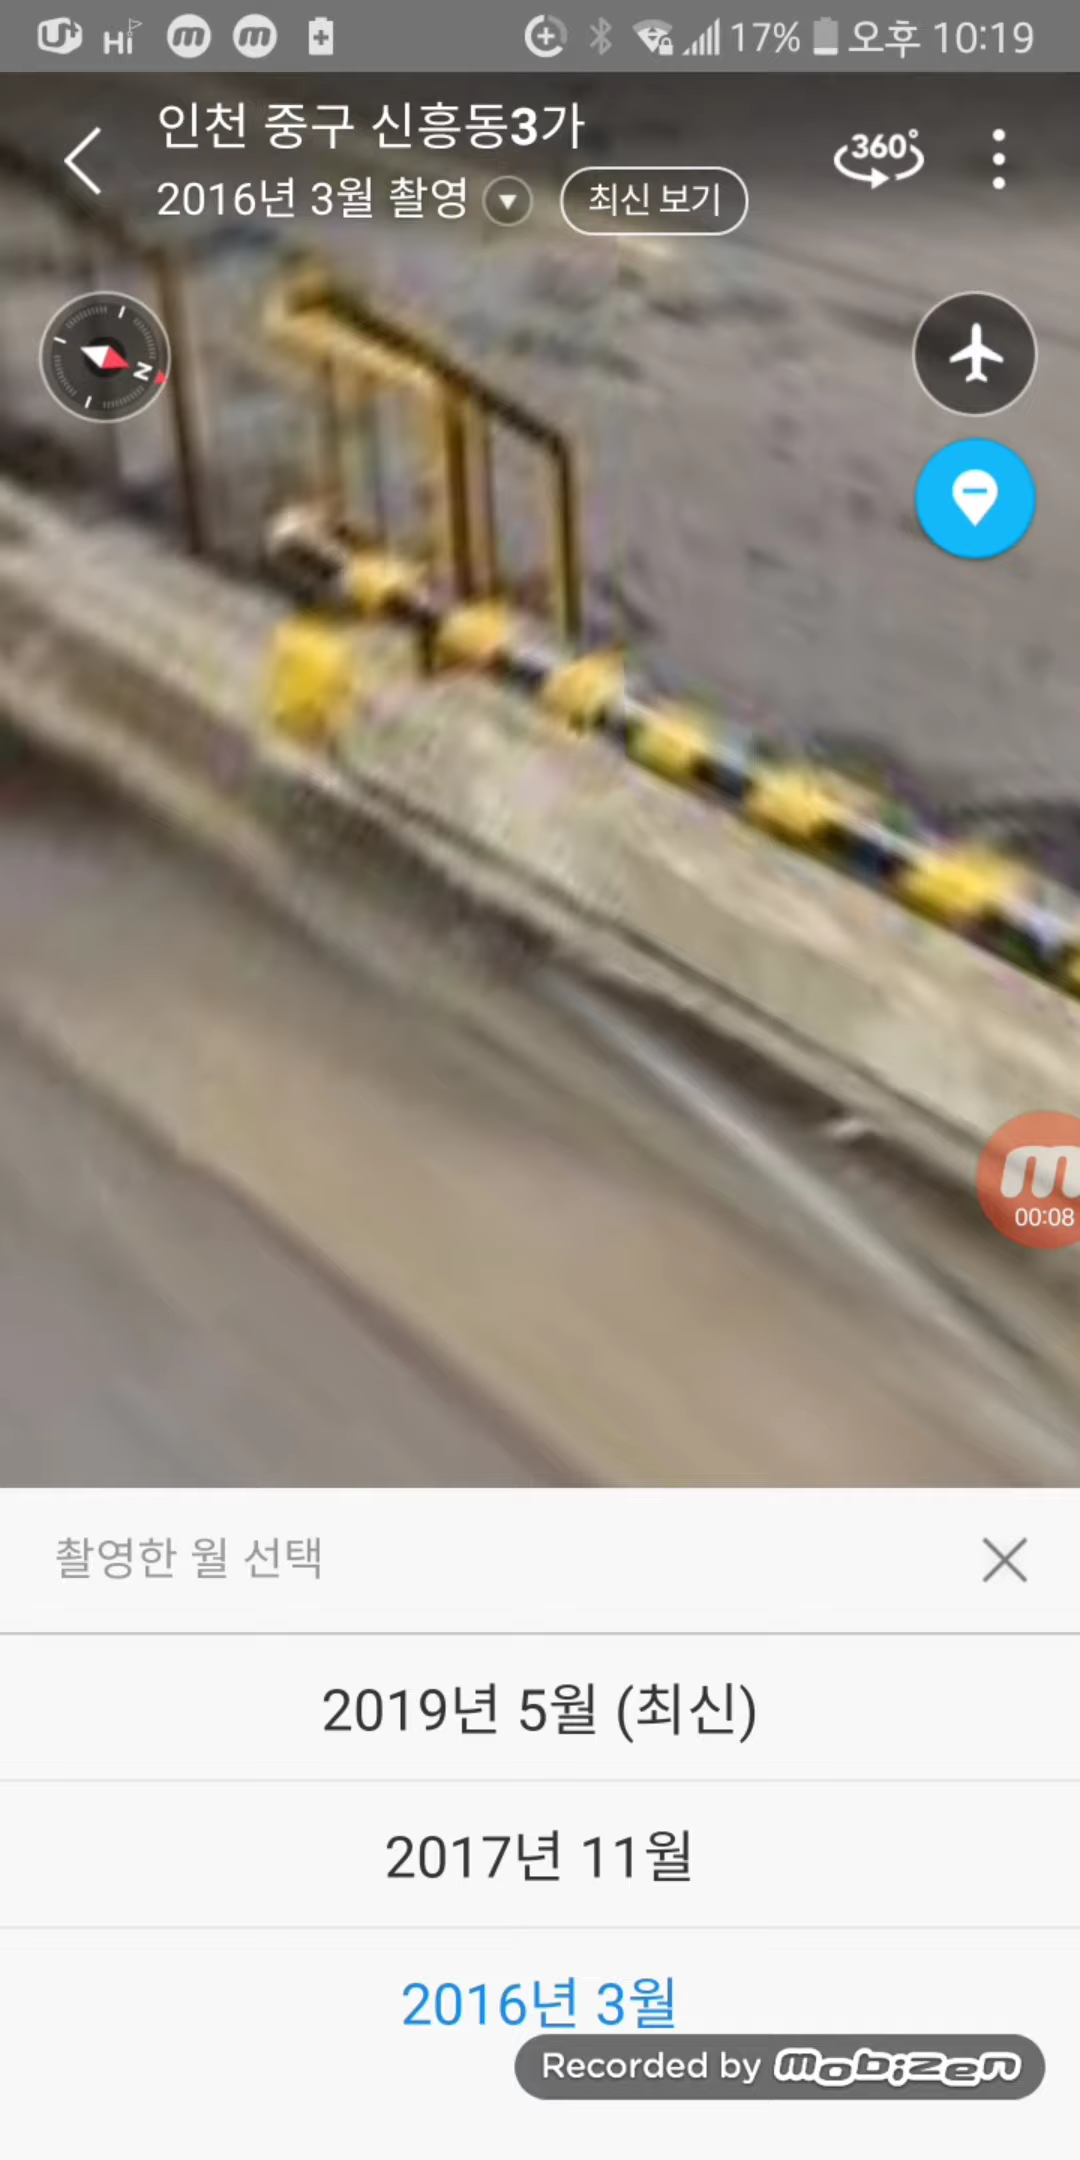 U+ Hi m m 17% 오후 10:19
인천 중구 신흥동3가
360°
2016년 3월 촬영 최신 보기
N
m
00:08
촬영한 월 선택
2019년 5월 (최신)
2017년 11월
2016년 3월
Recorded by mobizen